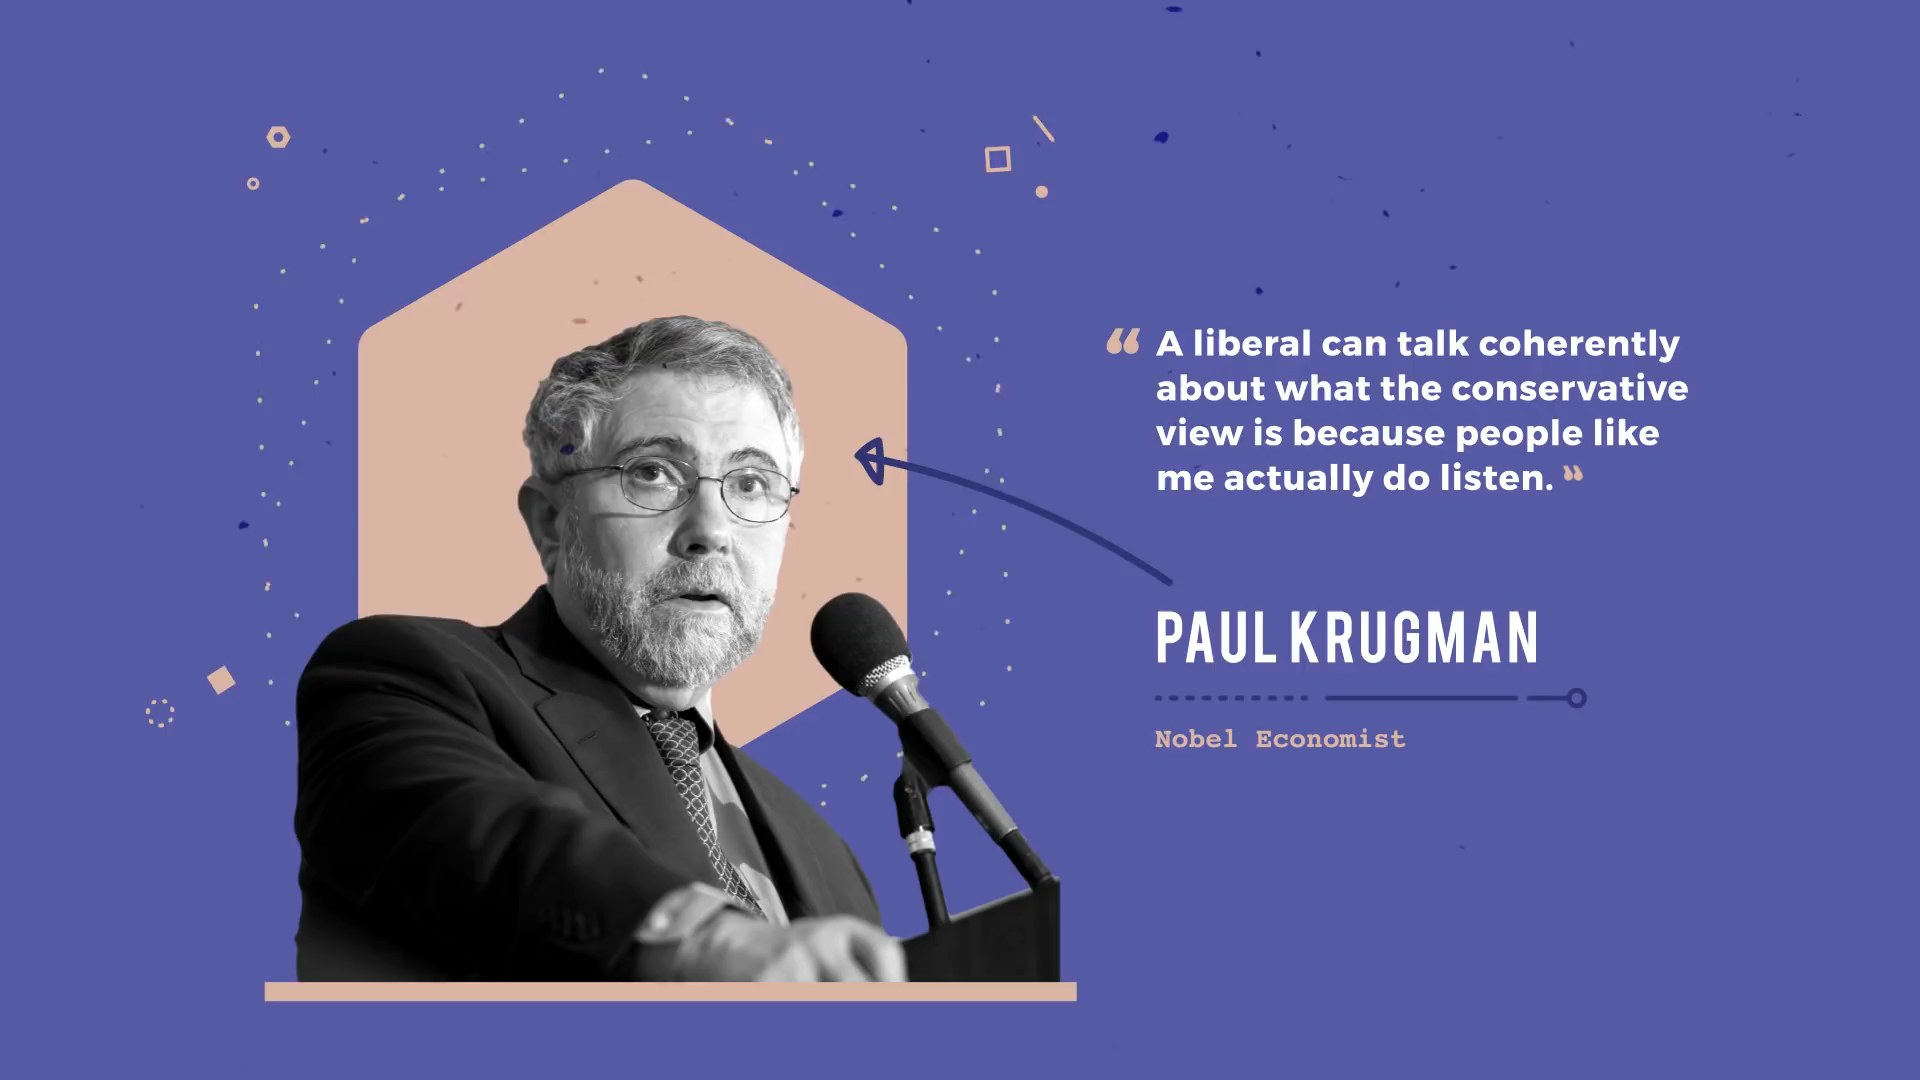 “ A liberal can talk coherently
about what the conservative
view is because people like
me actually do listen. ”
PAUL KRUGMAN
Nobel Economist